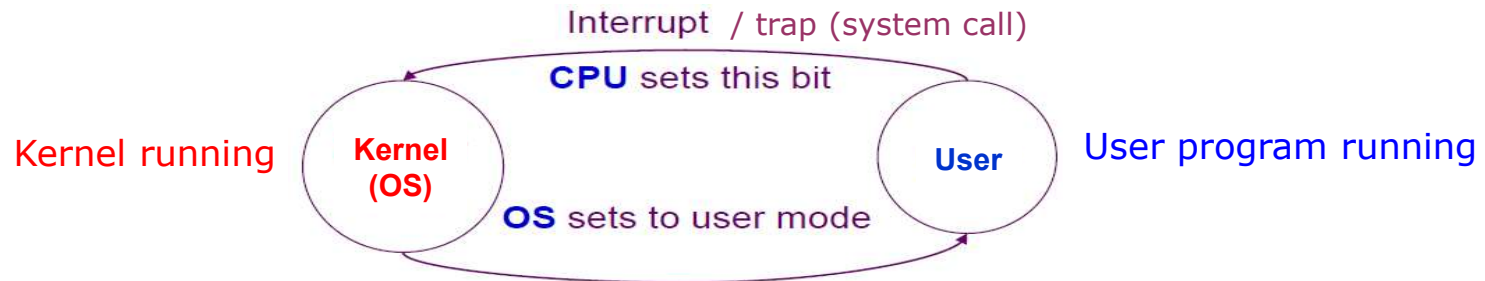 Interrupt / trap (system call)
CPU sets this bit
Kernel running
Kernel
(OS)
User
User program running
OS sets to user mode